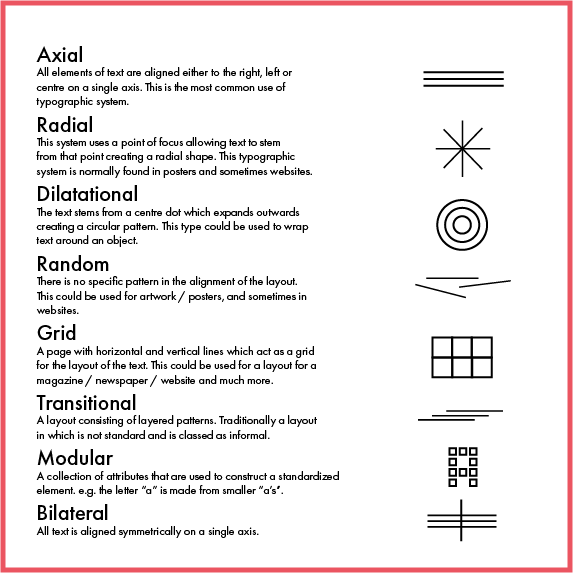 Axial
All elements of text are aligned either to the right, left or
centre on a single axis. This is the most common use of
typographic system.
Radial
This system uses a point of focus allowing text to stem
from that point creating a radial shape. This typographic
system is normally found in posters and sometimes websites.
Dilatational
The text stems from a centre dot which expands outwards
creating a circular pattern. This type could be used to wrap
text around an object.
Random
There is no specific pattern in the alignment of the layout.
This could be used for artwork / posters, and sometimes in
websites.
Grid
A page with horizontal and vertical lines which act as a grid
for the layout of the text. This could be used for a layout for a
magazine / newspaper / website and much more.
Transitional
A layout consisting of layered patterns. Traditionally a layout
in which is not standard and is classed as informal.
Modular
A collection of attributes that are used to construct a standardized
element. e.g. the letter “a” is made from smaller “a’s”.
Bilateral
All text is aligned symmetrically on a single axis.